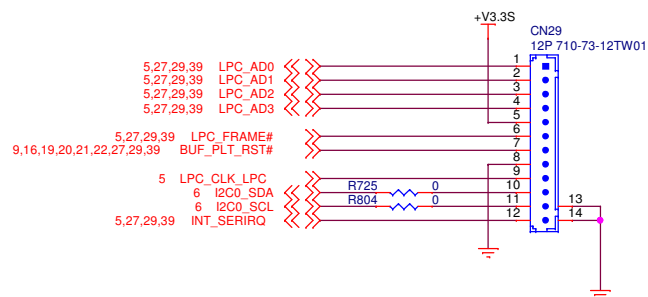 +V3.3S
CN29
12P 710-73-12TW01
5,27,29,39 LPC_AD0 1
5,27,29,39 LPC_AD1 2
5,27,29,39 LPC_AD2 3
5,27,29,39 LPC_AD3 4
5
5,27,29,39 LPC_FRAME# 6
9,16,19,20,21,22,27,29,39 BUF_PLT_RST# 7
8
5 LPC_CLK_LPC 9
6 I2C0_SDA R725 0 10
6 I2C0_SCL R804 0 11 13
5,27,29,39 INT_SERIRQ 12 14